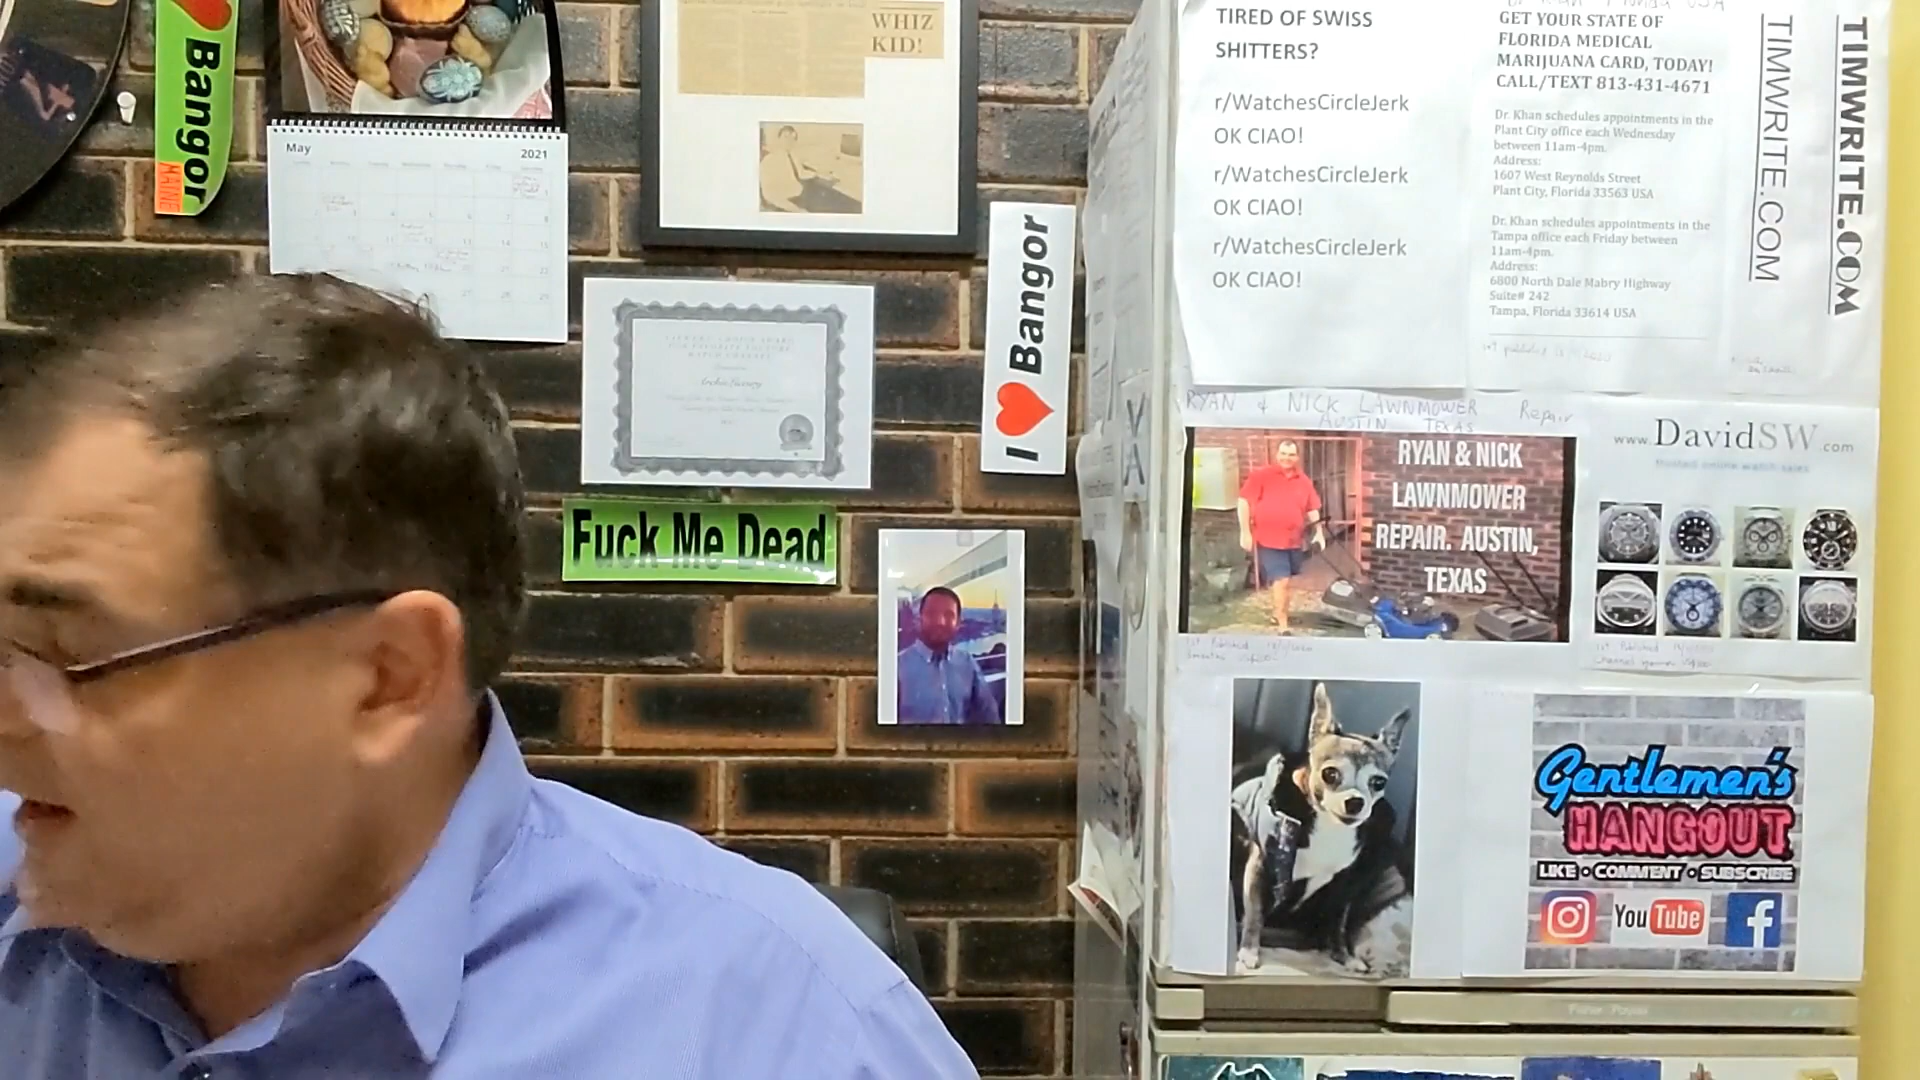 Bangor
MAINE
May
2021
WHIZ
KID!
I
Bangor
Fuck Me Dead
TIRED OF SWISS
SHITTERS?
r/WatchesCircleJerk
OK CIAO!
r/WatchesCircleJerk
OK CIAO!
r/WatchesCircleJerk
OK CIAO!
GET YOUR STATE OF
FLORIDA MEDICAL
MARIJUANA CARD, TODAY!
CALL/TEXT 813-431-4671
Dr. Khan schedules appointments in the
Plant City office each Wednesday
between 11am-4pm.
Address:
1607 West Reynolds Street
Plant City, Florida 33563 USA
Dr. Khan schedules appointments in the
Tampa office each Friday between
11am-4pm.
Address:
6800 North Dale Mabry Highway
Suite# 242
Tampa, Florida 33614 USA
TIMWRITE.COM
TIMWRITE.COM
RYAN & NICK LAWNMOWER Repair
AUSTIN TEXAS
RYAN & NICK
LAWNMOWER
REPAIR. AUSTIN,
TEXAS
www.DavidSW.com
trusted online watch sales
Gentlemen's
HANGOUT
LIKE • COMMENT • SUBSCRIBE
YouTube
f